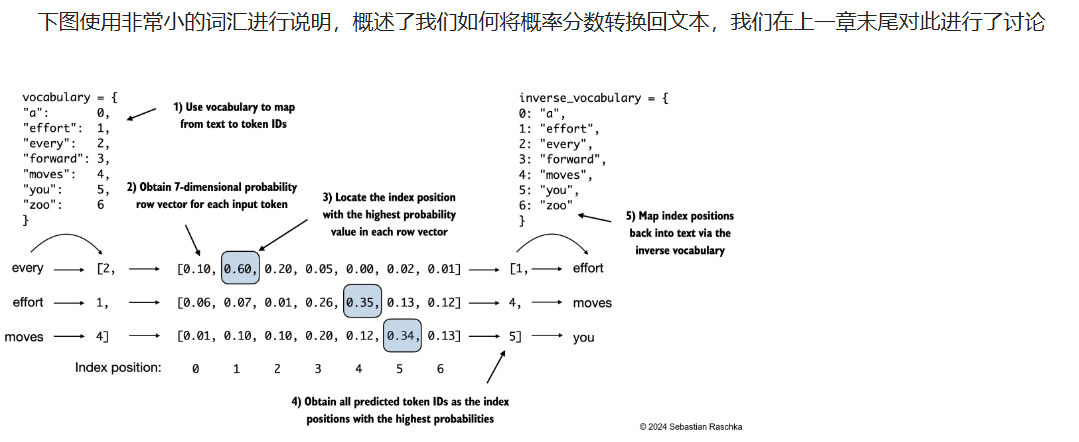 下图使用非常小的词汇进行说明，概述了我们如何将概率分数转换回文本，我们在上一章末尾对此进行了讨论
vocabulary = {
"a": 0,
"effort": 1,
"every": 2,
"forward": 3,
"moves": 4,
"you": 5,
"zoo": 6
}
1) Use vocabulary to map
from text to token IDs
2) Obtain 7-dimensional probability
row vector for each input token
3) Locate the index position
with the highest probability
value in each row vector
inverse_vocabulary = {
0: "a",
1: "effort",
2: "every",
3: "forward",
4: "moves",
5: "you",
6: "zoo"
}
5) Map index positions
back into text via the
inverse vocabulary
every [2, [0.10, 0.60, 0.20, 0.05, 0.00, 0.02, 0.01] [1, effort
effort 1, [0.06, 0.07, 0.01, 0.26, 0.35, 0.13, 0.12] 4, moves
moves 4] [0.01, 0.10, 0.10, 0.20, 0.12, 0.34, 0.13] 5] you
Index position: 0 1 2 3 4 5 6
4) Obtain all predicted token IDs as the index
positions with the highest probabilities
© 2024 Sebastian Raschka